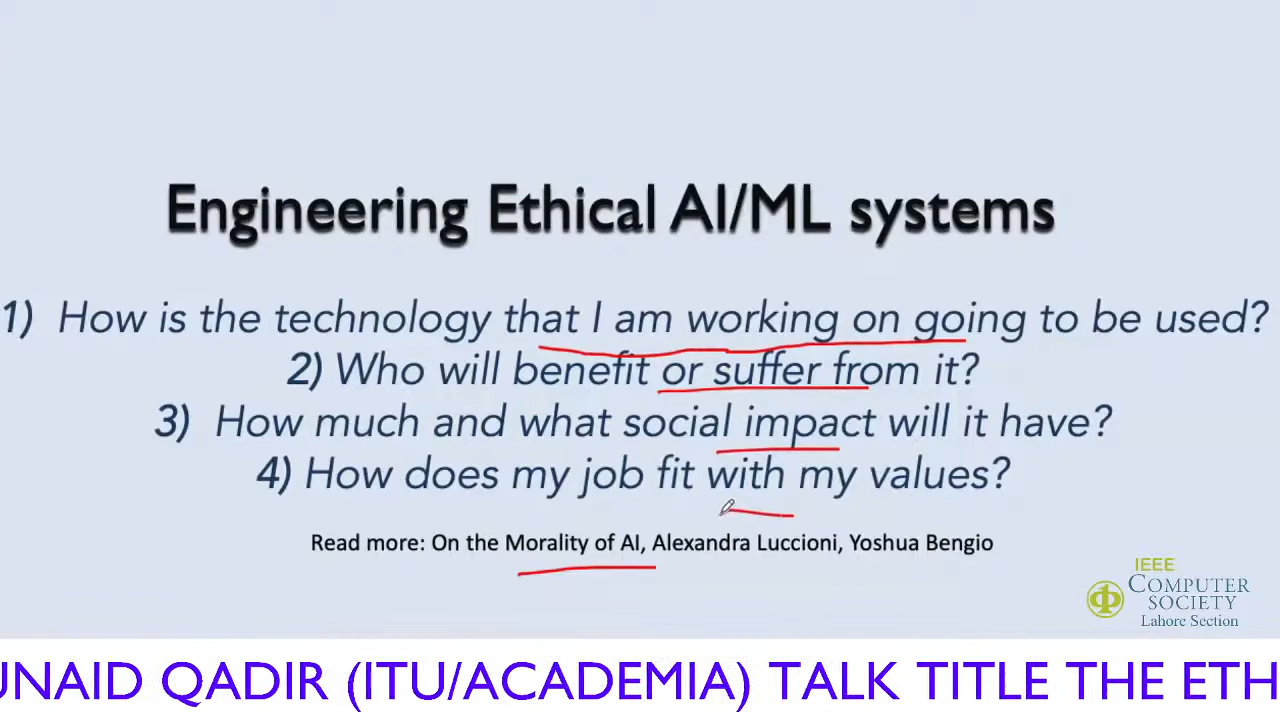 Engineering Ethical AI/ML systems
1) How is the technology that I am working on going to be used?
2) Who will benefit or suffer from it?
3) How much and what social impact will it have?
4) How does my job fit with my values?
Read more: On the Morality of AI, Alexandra Luccioni, Yoshua Bengio
IEEE
COMPUTER
SOCIETY
Lahore Section
UNAID QADIR (ITU/ACADEMIA) TALK TITLE THE ETH